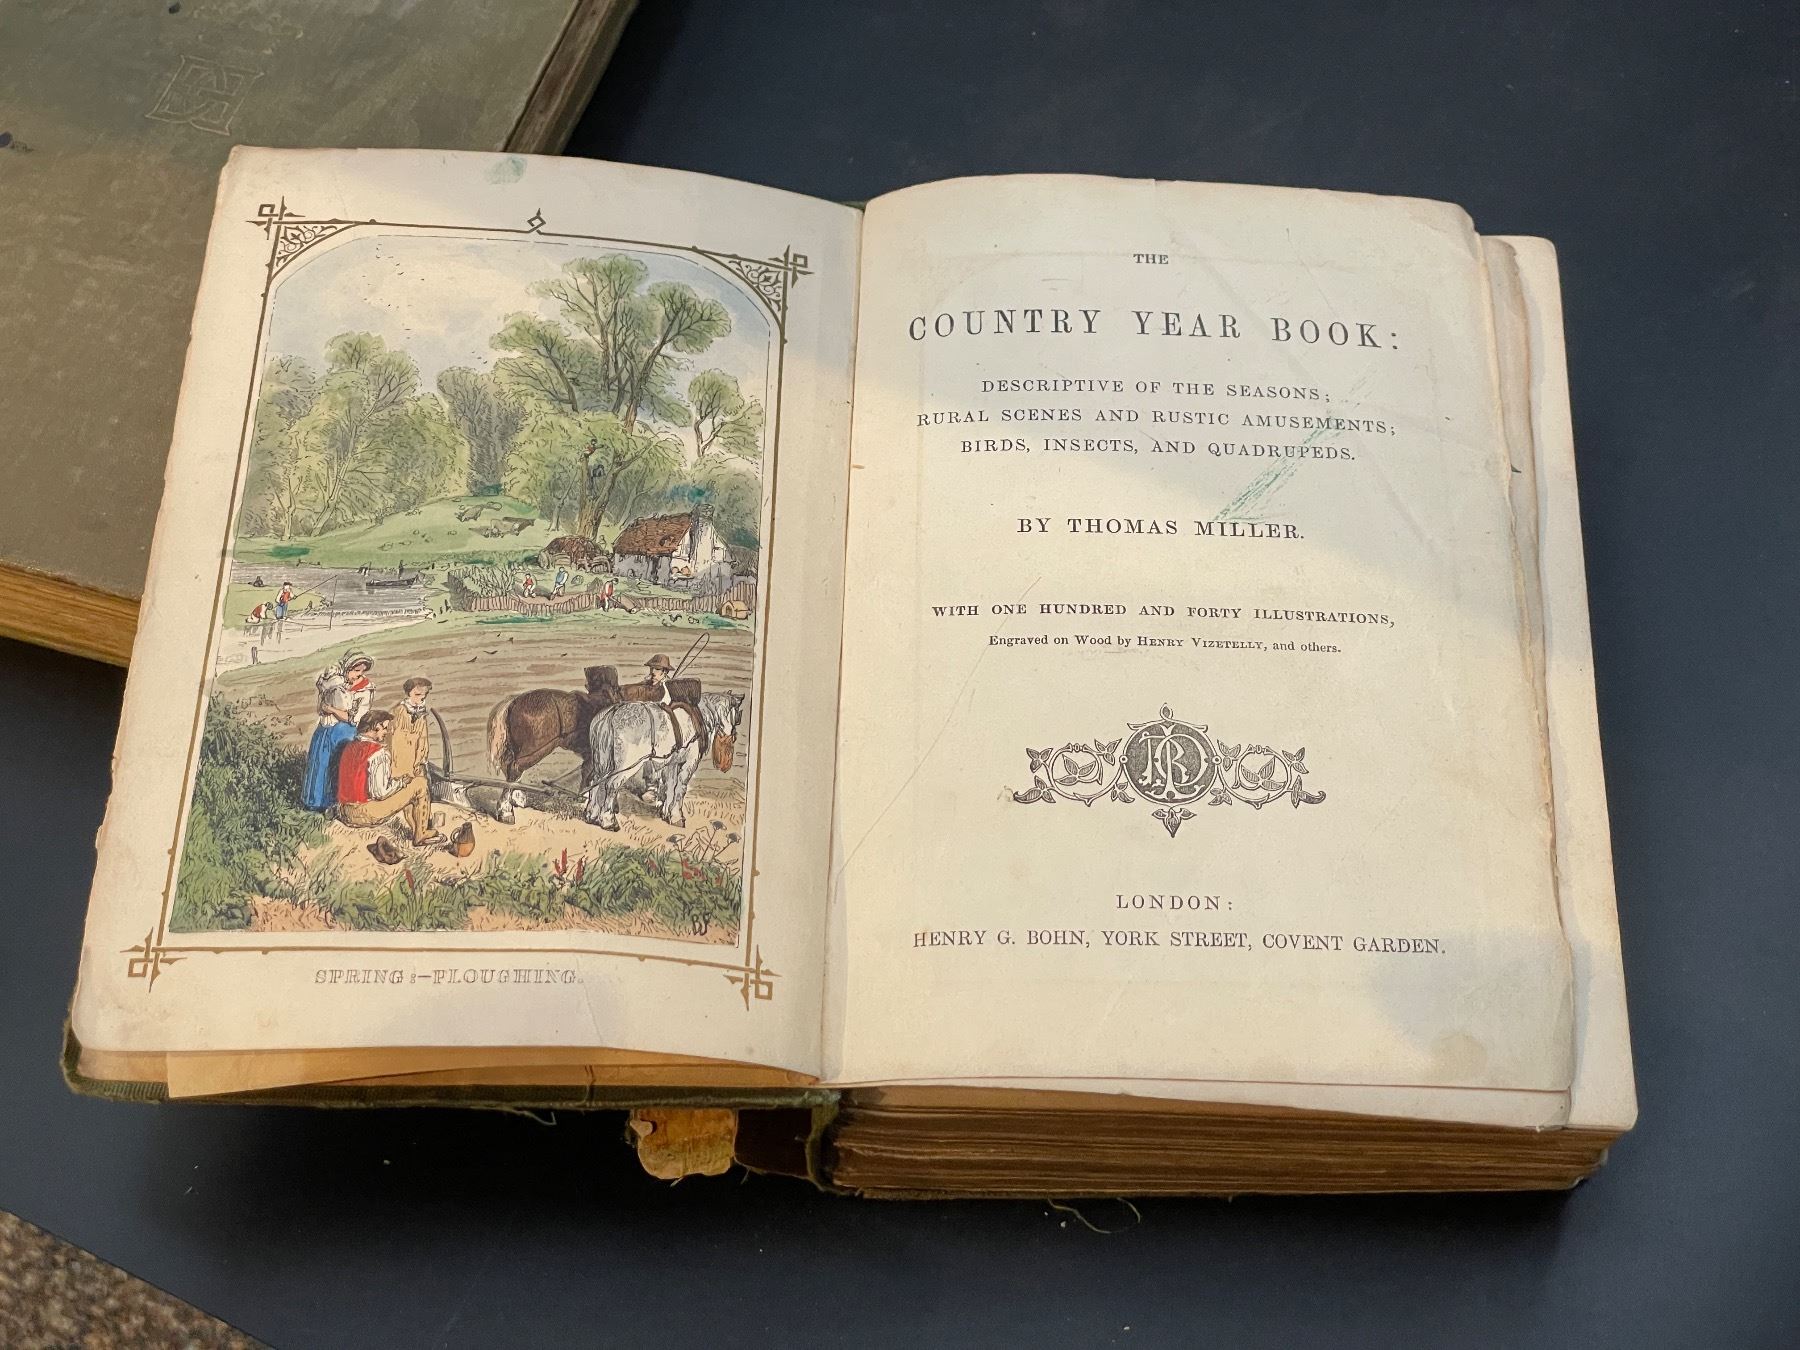 SPRING:—PLOUGHING.
BF
THE
COUNTRY YEAR BOOK:
DESCRIPTIVE OF THE SEASONS;
RURAL SCENES AND RUSTIC AMUSEMENTS;
BIRDS, INSECTS, AND QUADRUPEDS.
BY THOMAS MILLER.
WITH ONE HUNDRED AND FORTY ILLUSTRATIONS,
Engraved on Wood by HENRY VIZETELLY, and others.
LONDON:
HENRY G. BOHN, YORK STREET, COVENT GARDEN.